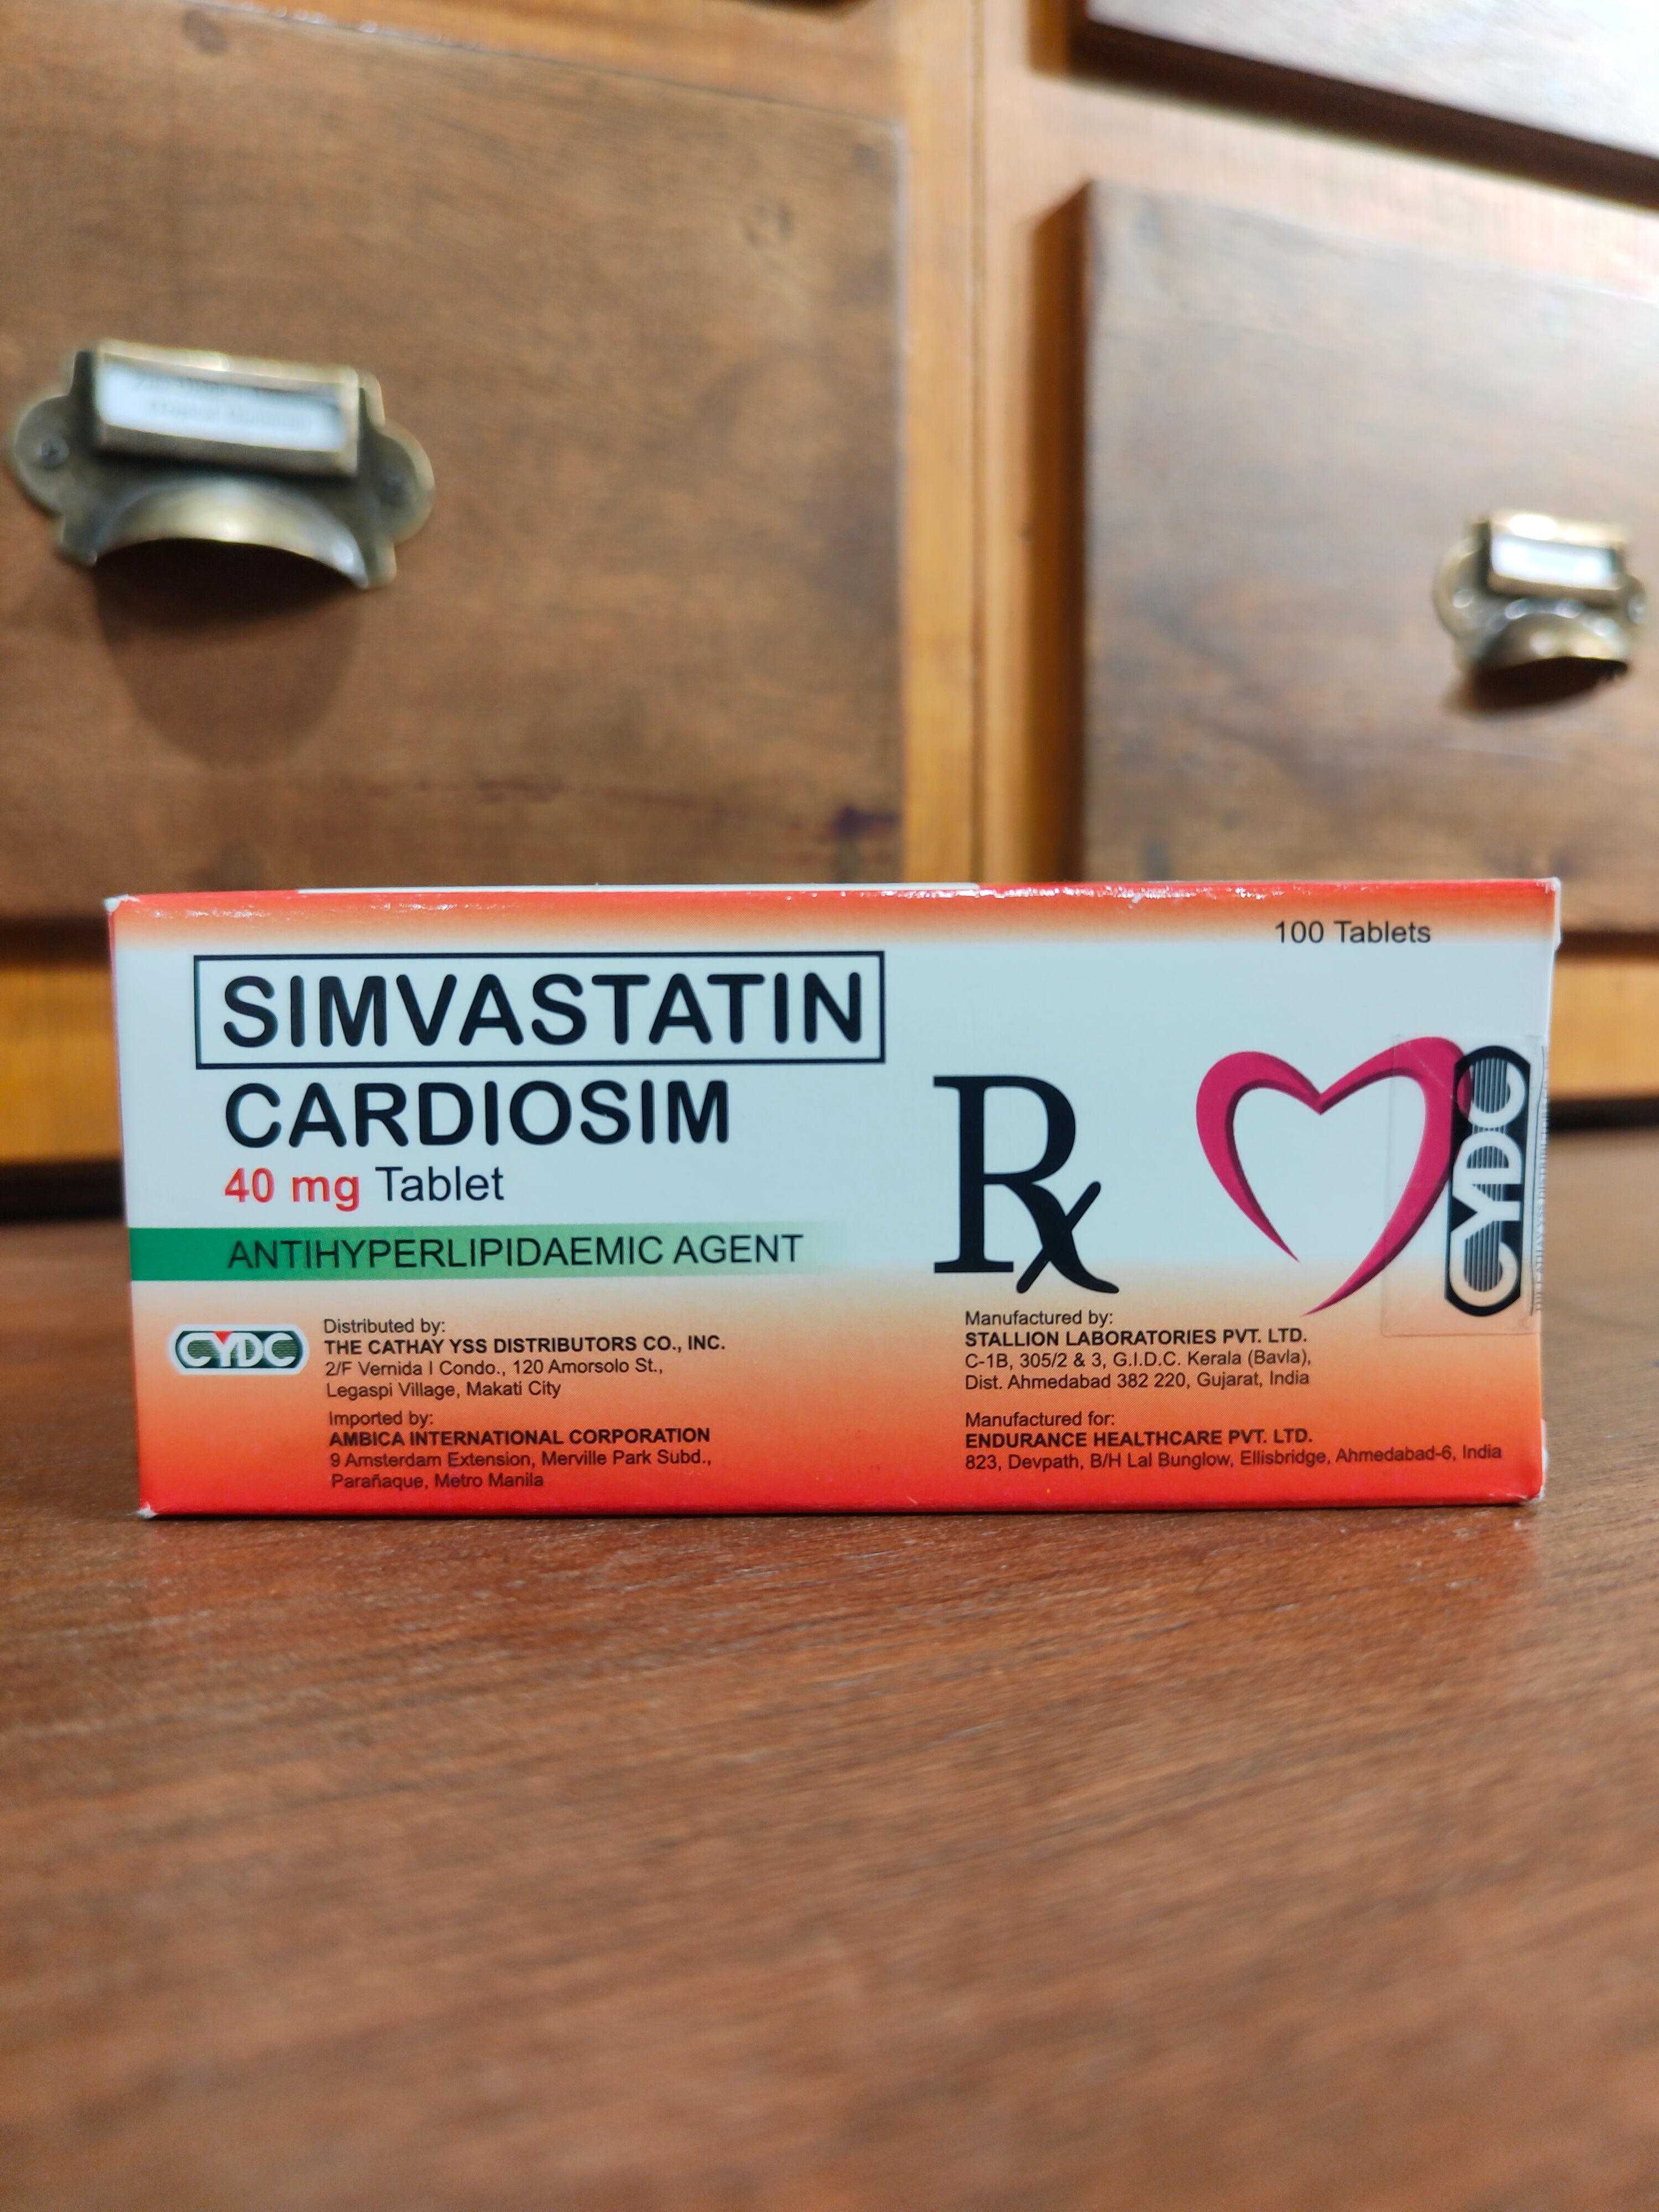 100 Tablets
SIMVASTATIN
CARDIOSIM
40 mg Tablet
ANTIHYPERLIPIDAEMIC AGENT
Rx
CYDC
CYDC
Distributed by:
THE CATHAY YSS DISTRIBUTORS CO., INC.
2/F Vernida I Condo., 120 Amorsolo St.,
Legaspi Village, Makati City
Imported by:
AMBICA INTERNATIONAL CORPORATION
9 Amsterdam Extension, Merville Park Subd.,
Parañaque, Metro Manila
Manufactured by:
STALLION LABORATORIES PVT. LTD.
C-1B, 305/2 & 3, G.I.D.C. Kerala (Bavla),
Dist. Ahmedabad 382 220, Gujarat, India
Manufactured for:
ENDURANCE HEALTHCARE PVT. LTD.
823, Devpath, B/H Lal Bunglow, Ellisbridge, Ahmedabad-6, India